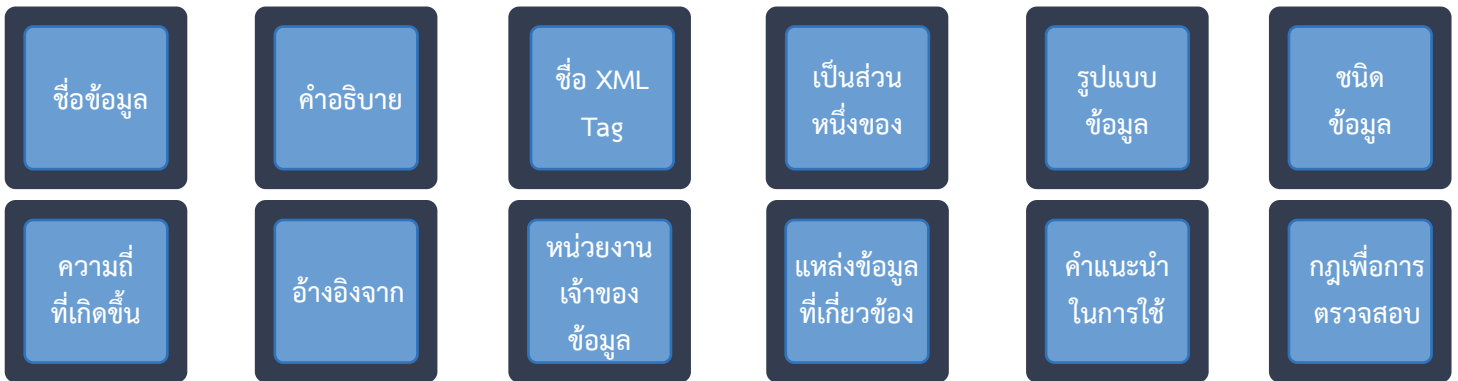 ชื่อข้อมูล
คำอธิบาย
ชื่อ XML
Tag
เป็นส่วน
หนึ่งของ
รูปแบบ
ข้อมูล
ชนิด
ข้อมูล
ความถี่
ที่เกิดขึ้น
อ้างอิงจาก
หน่วยงาน
เจ้าของ
ข้อมูล
แหล่งข้อมูล
ที่เกี่ยวข้อง
คำแนะนำ
ในการใช้
กฎเพื่อการ
ตรวจสอบ